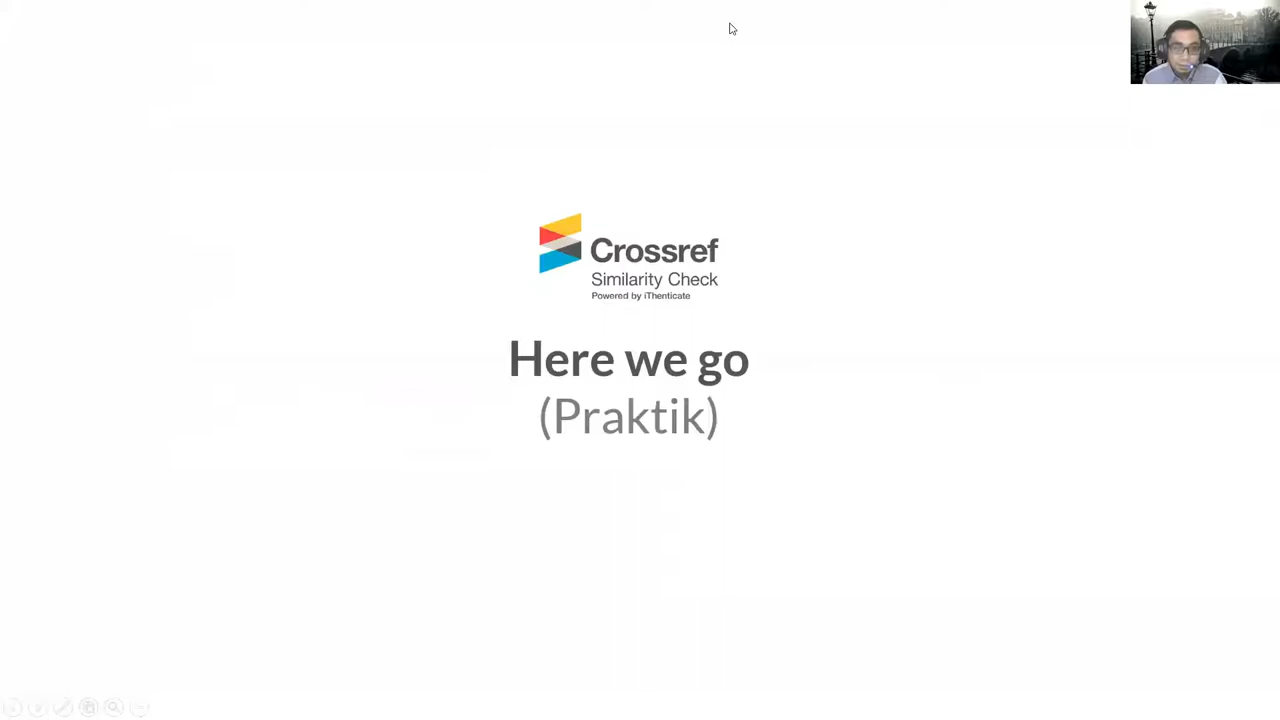 Crossref
Similarity Check
Powered by iThenticate
Here we go
(Praktik)